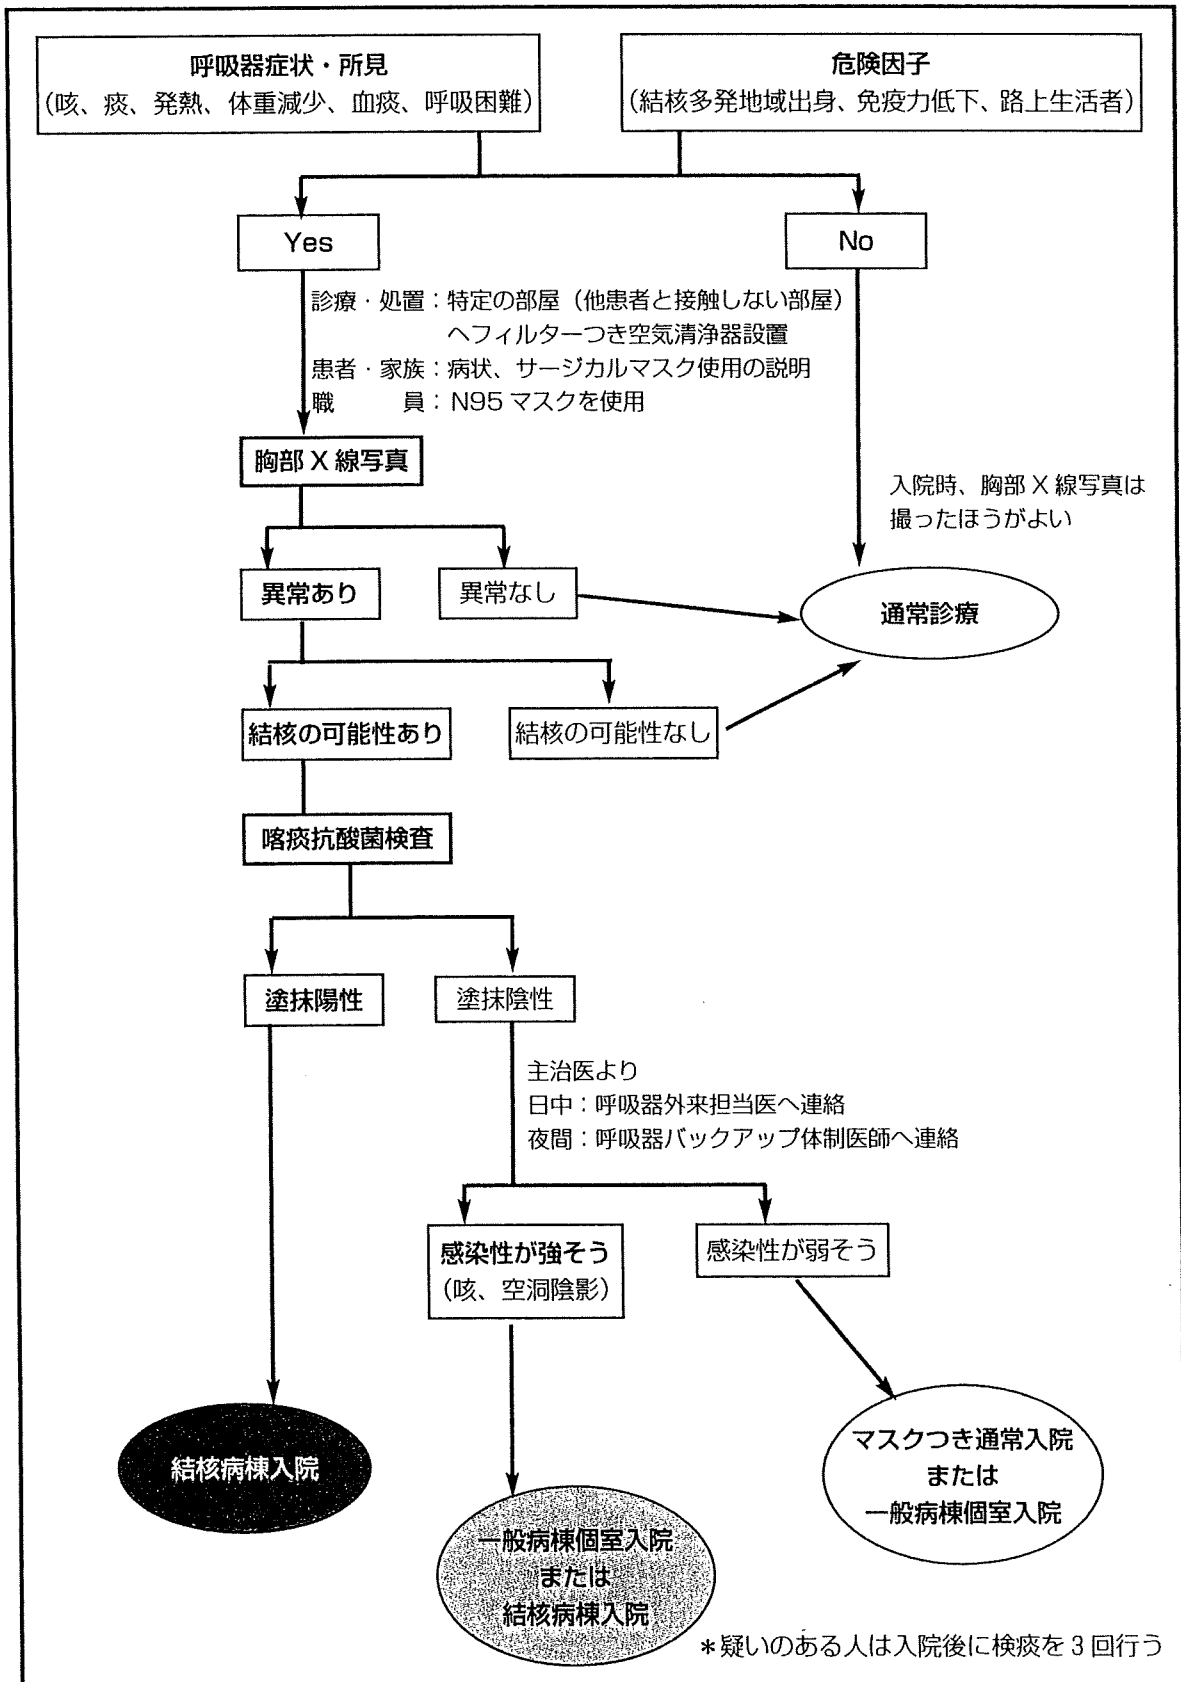 呼吸器症状・所見
(咳、痰、発熱、体重減少、血痰、呼吸困難)
危険因子
(結核多発地域出身、免疫力低下、路上生活者)
Yes
No
診療・処置：特定の部屋（他患者と接触しない部屋）
へフィルターつき空気清浄器設置
患者・家族：病状、サージカルマスク使用の説明
職　　員：N95マスクを使用
胸部X線写真
入院時、胸部X線写真は
撮ったほうがよい
異常あり
異常なし
通常診療
結核の可能性あり
結核の可能性なし
喀痰抗酸菌検査
塗抹陽性
塗抹陰性
主治医より
日中：呼吸器外来担当医へ連絡
夜間：呼吸器バックアップ体制医師へ連絡
感染性が強そう
（咳、空洞陰影）
感染性が弱そう
結核病棟入院
マスクつき通常入院
または
一般病棟個室入院
一般病棟個室入院
または
結核病棟入院
＊疑いのある人は入院後に検痰を3回行う